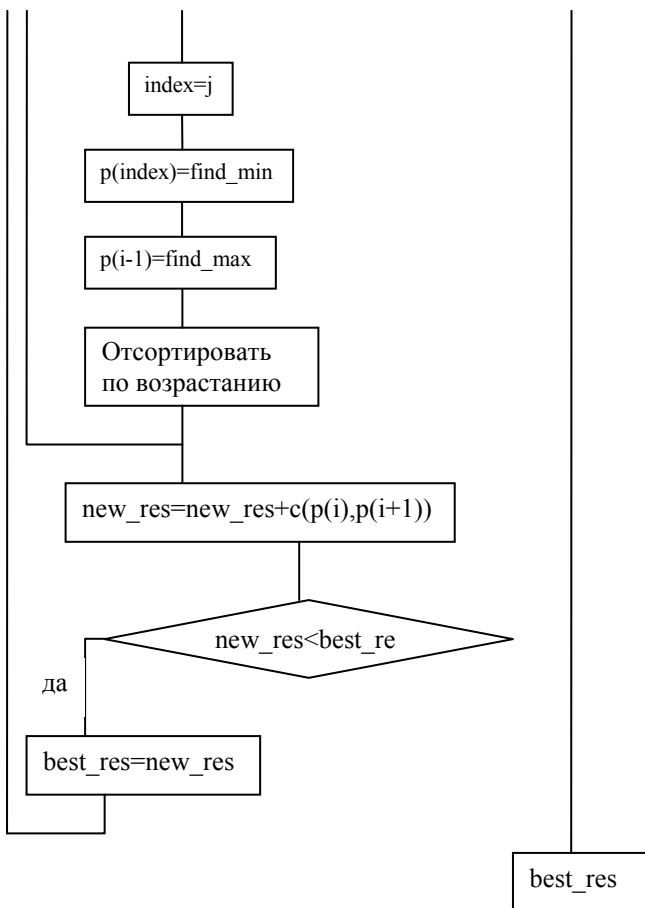 index=j
p(index)=find_min
p(i-1)=find_max
Отсортировать
по возрастанию
new_res=new_res+c(p(i),p(i+1))
new_res<best_re
да
best_res=new_res
best_res